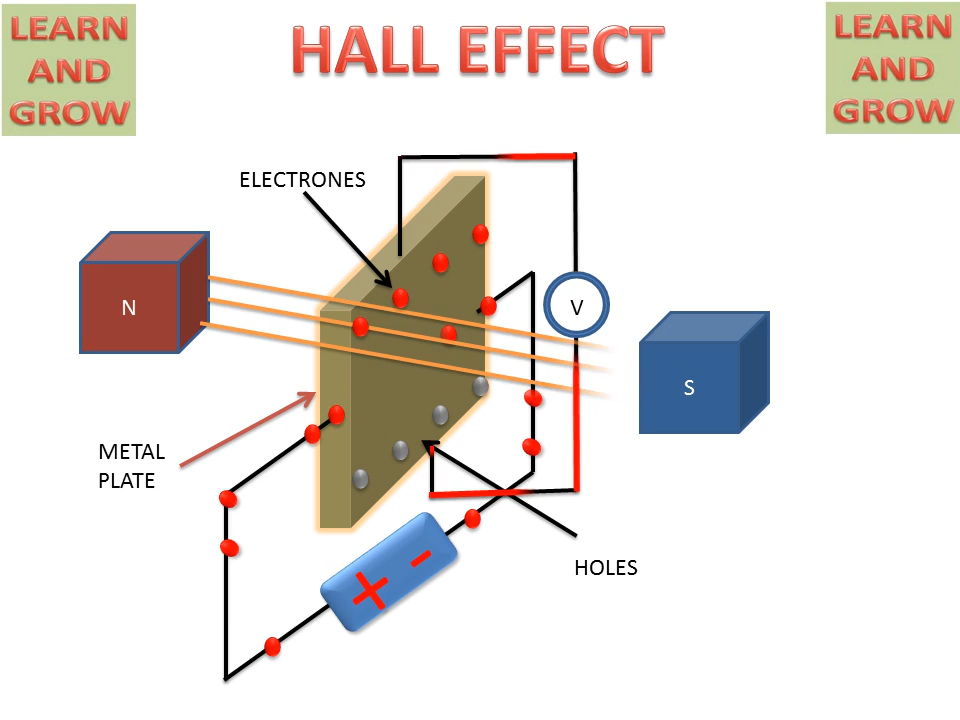 LEARN
AND
GROW
HALL EFFECT
LEARN
AND
GROW
ELECTRONES
N
V
S
METAL
PLATE
+ -
HOLES